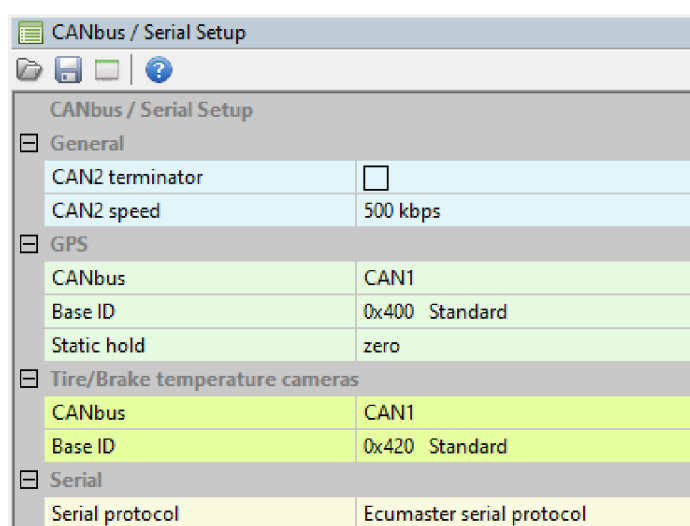 CANbus / Serial Setup
CANbus / Serial Setup
General
CAN2 terminator
CAN2 speed 500 kbps
GPS
CANbus CAN1
Base ID 0x400 Standard
Static hold zero
Tire/Brake temperature cameras
CANbus CAN1
Base ID 0x420 Standard
Serial
Serial protocol Ecumaster serial protocol